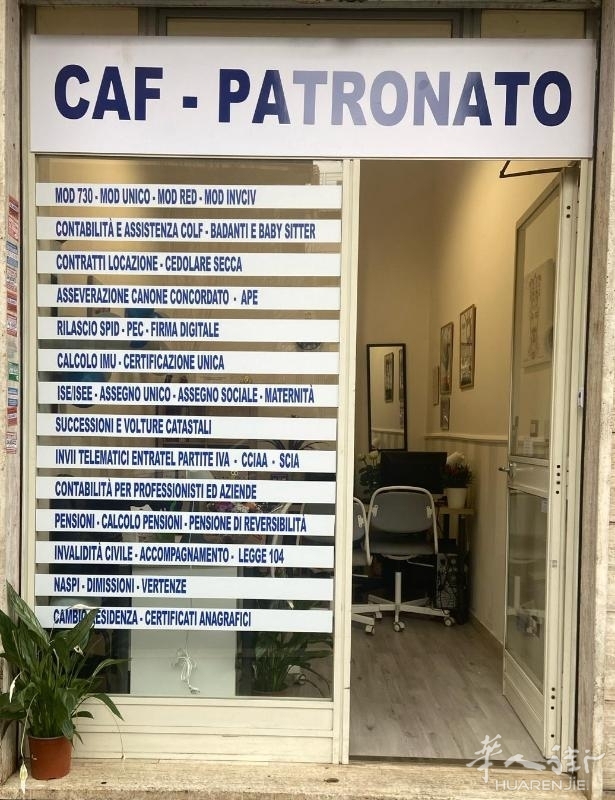 CAF - PATRONATO
MOD 730 - MOD UNICO - MOD RED - MOD INVCIV
CONTABILITÀ E ASSISTENZA COLF - BADANTI E BABY SITTER
CONTRATTI LOCAZIONE - CEDOLARE SECCA
ASSEVERAZIONE CANONE CONCORDATO - APE
RILASCIO SPID - PEC - FIRMA DIGITALE
CALCOLO IMU - CERTIFICAZIONE UNICA
ISE/ISEE - ASSEGNO UNICO - ASSEGNO SOCIALE - MATERNITÀ
SUCCESSIONI E VOLTURE CATASTALI
INVII TELEMATICI ENTRATEL PARTITE IVA - CCIAA - SCIA
CONTABILITÀ PER PROFESSIONISTI ED AZIENDE
PENSIONI - CALCOLO PENSIONI - PENSIONE DI REVERSIBILITÀ
INVALIDITÀ CIVILE - ACCOMPAGNAMENTO - LEGGE 104
NASPI - DIMISSIONI - VERTENZE
CAMBIO RESIDENZA - CERTIFICATI ANAGRAFICI
华人街
HUARENJIE